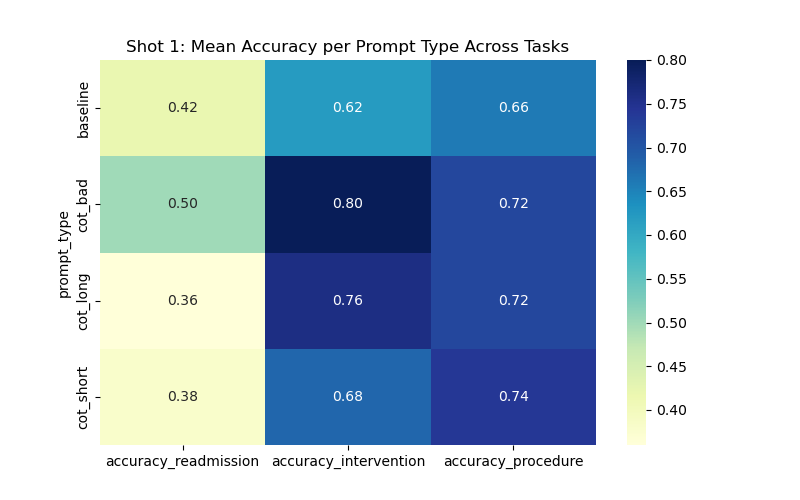 Shot 1: Mean Accuracy per Prompt Type Across Tasks
prompt_type
baseline
0.42 0.62 0.66
cot_bad
0.50 0.80 0.72
cot_long
0.36 0.76 0.72
cot_short
0.38 0.68 0.74
accuracy_readmission accuracy_intervention accuracy_procedure
0.80
0.75
0.70
0.65
0.60
0.55
0.50
0.45
0.40